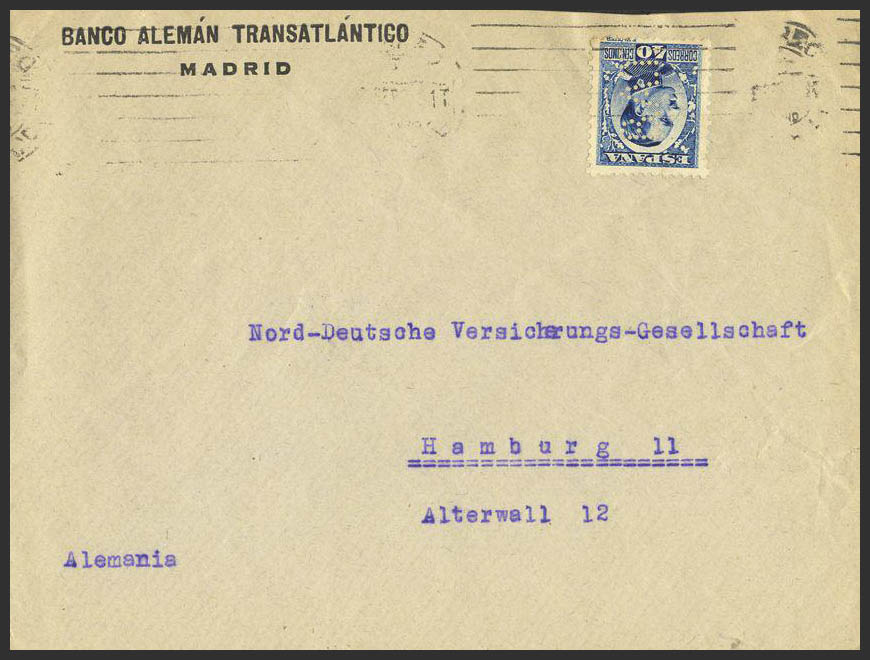 BANCO ALEMÁN TRANSATLÁNTICO
MADRID
CORREOS 40 CENTIMOS
ESPAÑA
Nord-Deutsche Versicherungs-Gesellschaft
Hamburg 11
Alterwall 12
Alemania